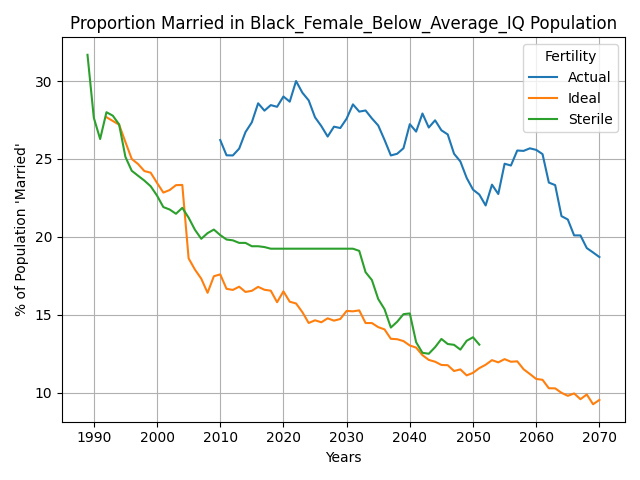 Proportion Married in Black_Female_Below_Average_IQ Population
% of Population 'Married'
30
25
20
15
10
Fertility
Actual
Ideal
Sterile
1990
2000
2010
2020
2030
2040
2050
2060
2070
Years